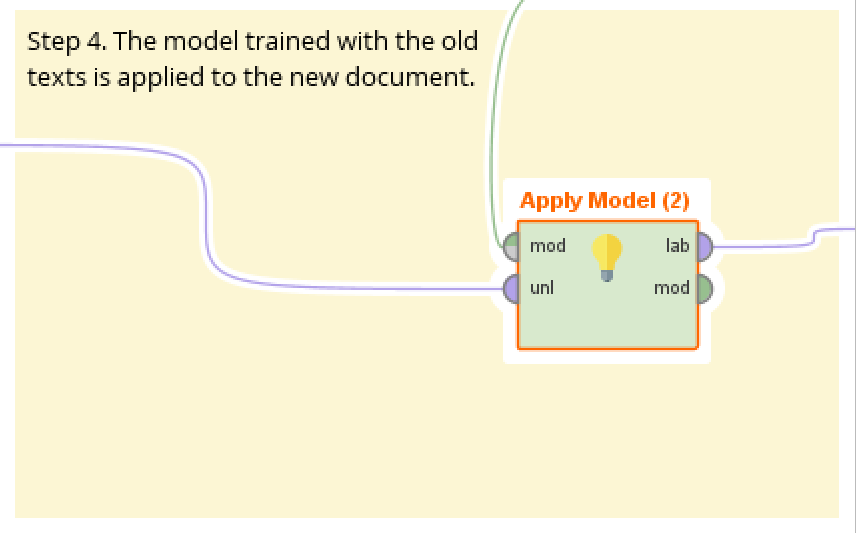 Step 4. The model trained with the old
texts is applied to the new document.
Apply Model (2)
mod lab
unl mod